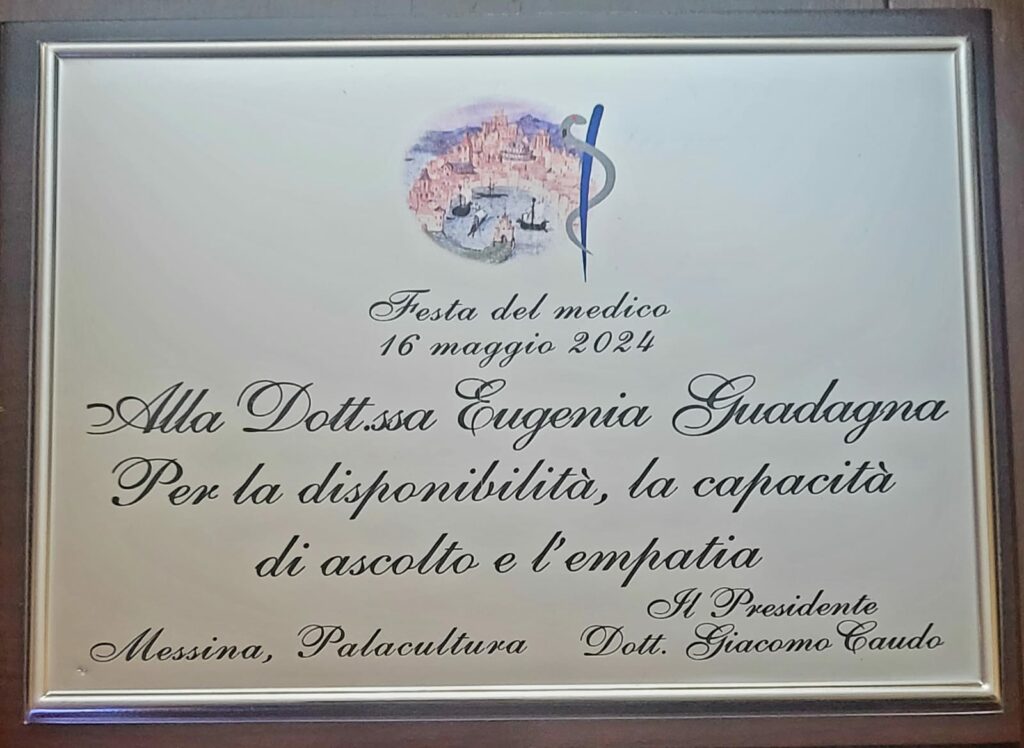 Festa del medico
16 maggio 2024
Alla Dott.ssa Eugenia Guadagna
Per la disponibilità, la capacità
di ascolto e l'empatia
Il Presidente
Messina, Palacultura Dott. Giacomo Caudo